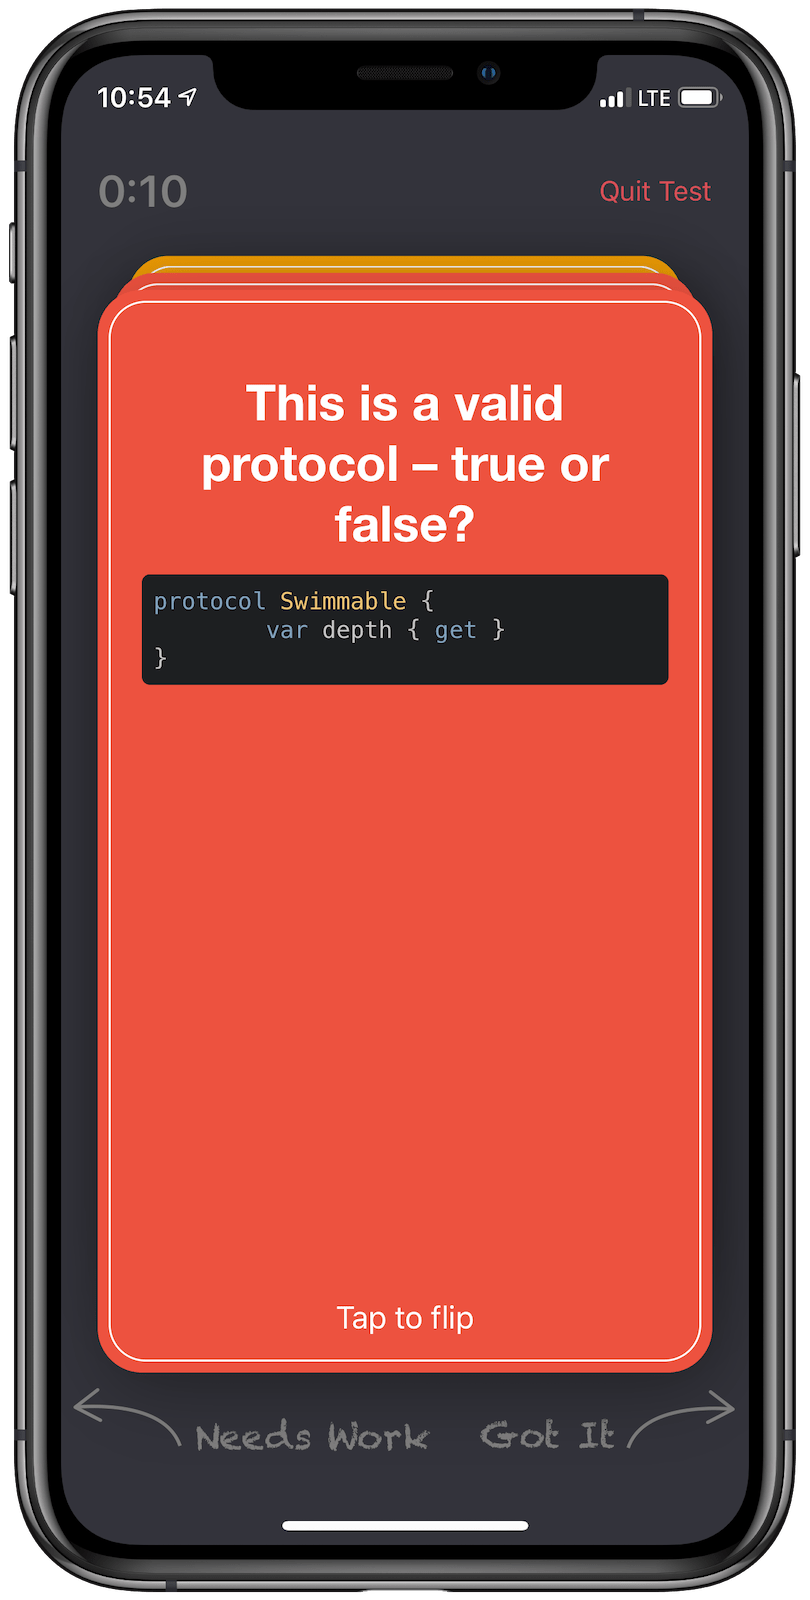 10:54 LTE
0:10 Quit Test
This is a valid
protocol – true or
false?
protocol Swimmable {
        var depth { get }
}
Tap to flip
Needs Work Got It